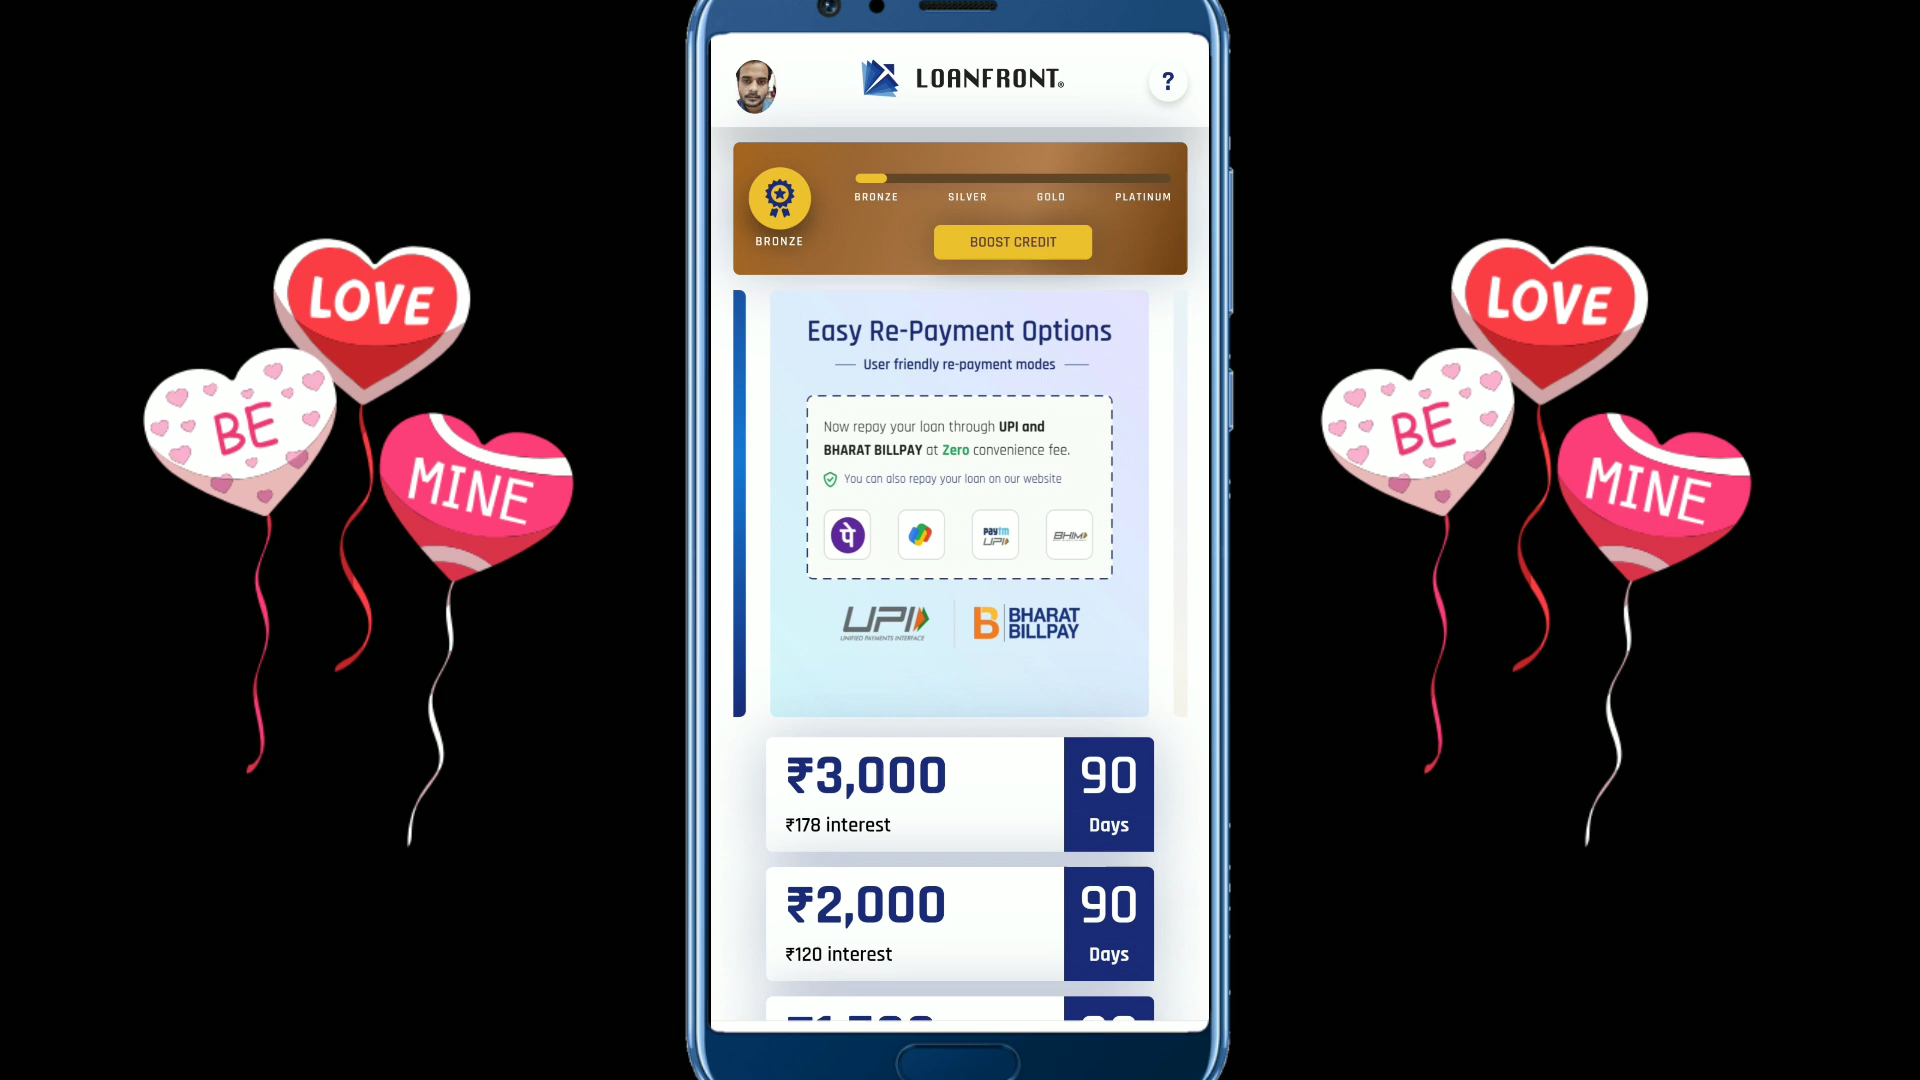 LOVE
BE
MINE
LOANFRONT®
?
BRONZE SILVER GOLD PLATINUM
BRONZE
BOOST CREDIT
Easy Re-Payment Options
User friendly re-payment modes
Now repay your loan through UPI and
BHARAT BILLPAY at Zero convenience fee.
You can also repay your loan on our website
पे
Paytm
UPI
BHIM
UPI
UNIFIED PAYMENTS INTERFACE
B BHARAT
BILLPAY
₹3,000
₹178 interest
90
Days
₹2,000
₹120 interest
90
Days
LOVE
BE
MINE